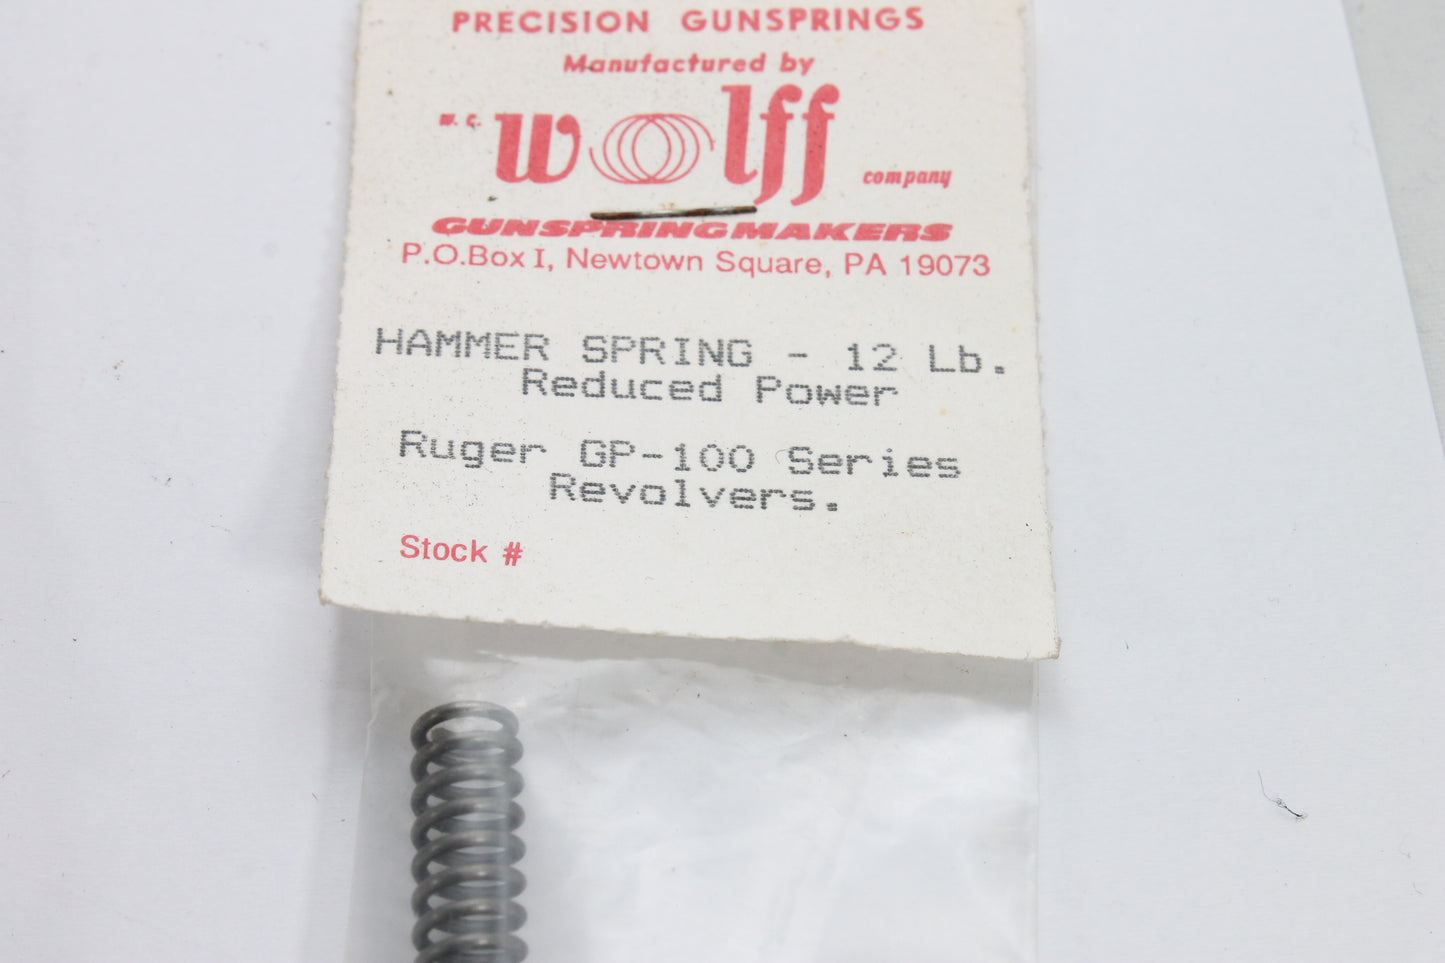 PRECISION GUNSPRINGS
Manufactured by
W. C. Wolff company
GUNSPRINGMAKERS
P.O.Box I, Newtown Square, PA 19073
HAMMER SPRING - 12 Lb.
Reduced Power
Ruger GP-100 Series
Revolvers.
Stock #